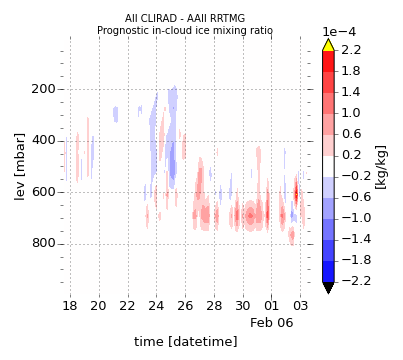 All CLIRAD - AAll RRTMG
Prognostic in-cloud ice mixing ratio
1e−4
2.2
1.8
1.4
1.0
0.6
0.2
−0.2
−0.6
−1.0
−1.4
−1.8
−2.2
[kg/kg]
lev [mbar]
200
400
600
800
18 20 22 24 26 28 30 01 03
Feb 06
time [datetime]